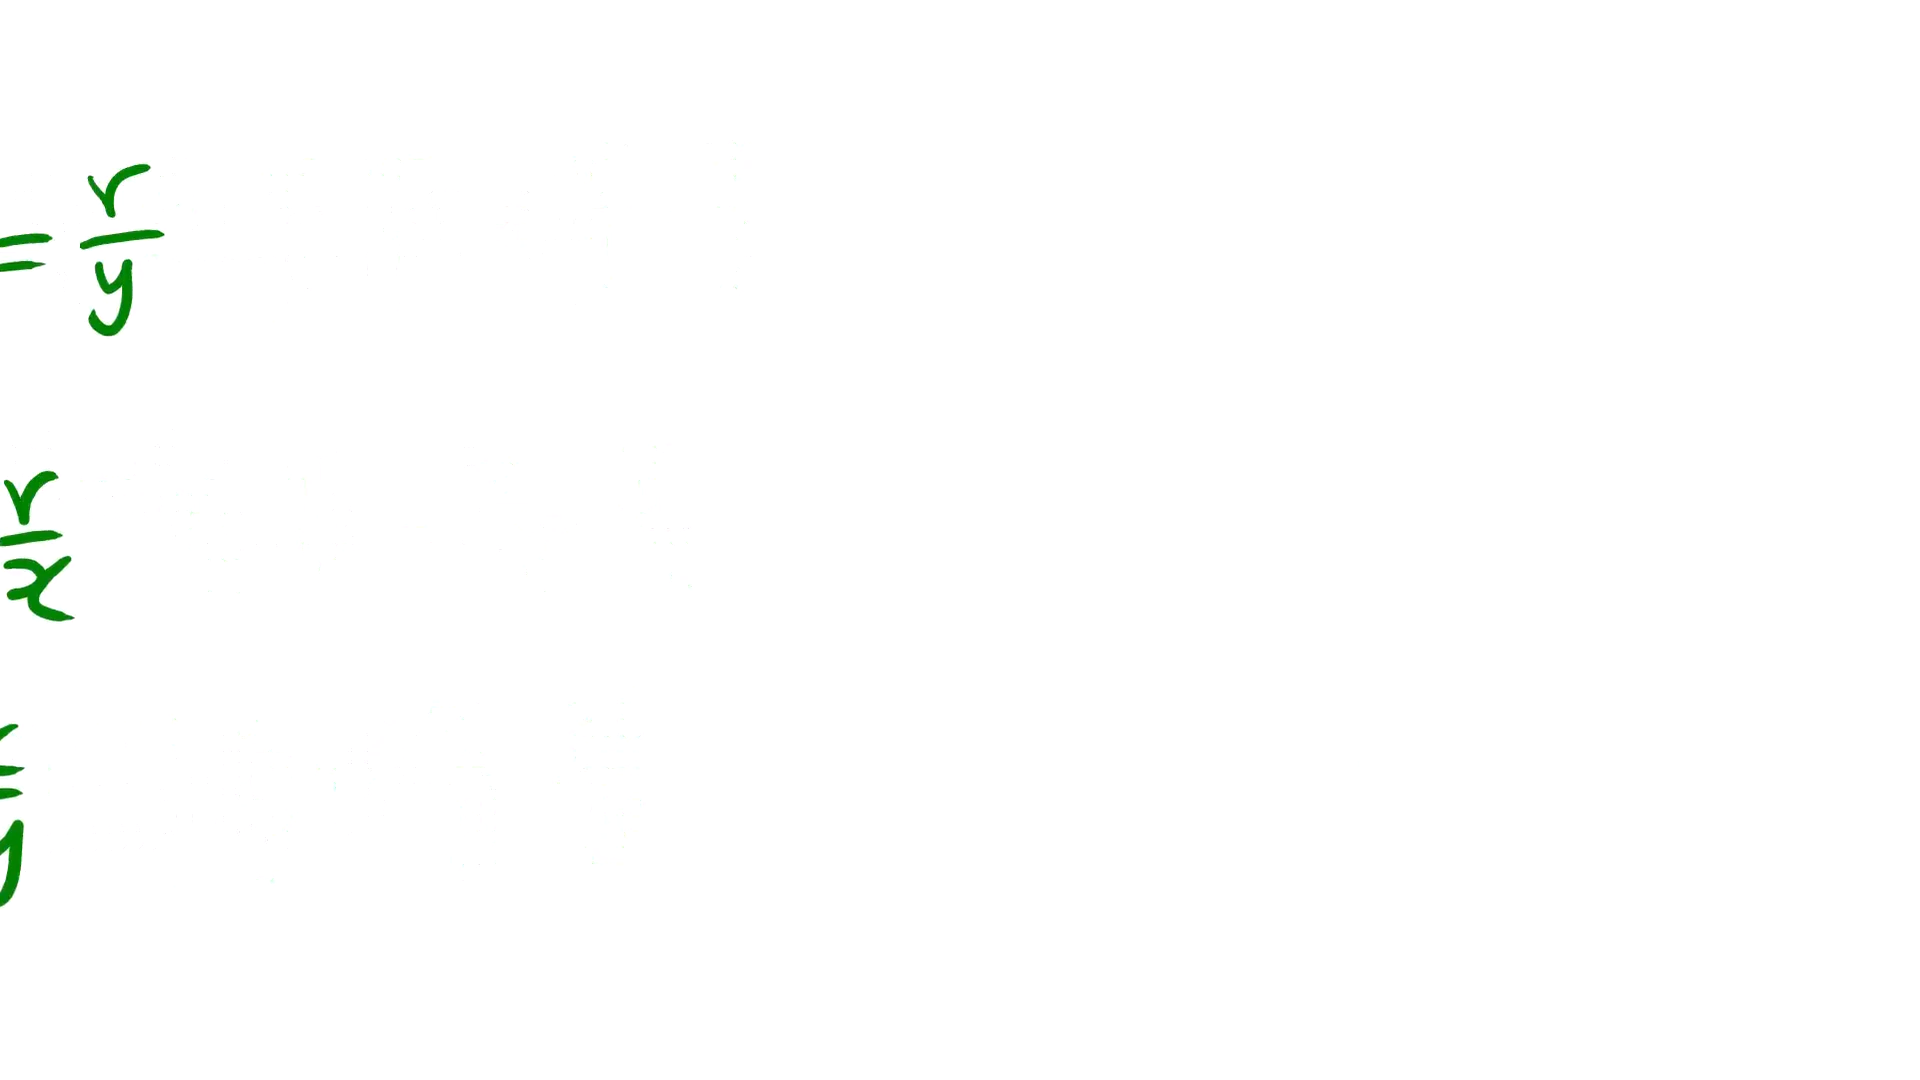 = r/y
r/x